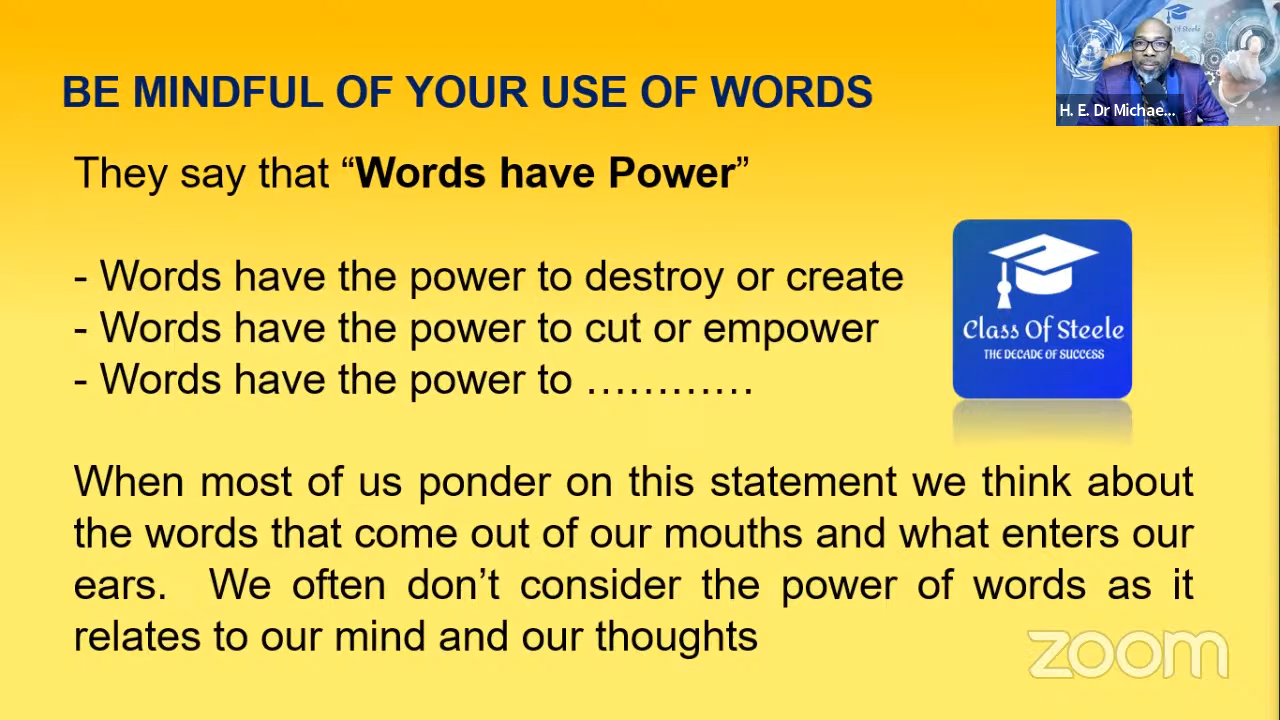 BE MINDFUL OF YOUR USE OF WORDS
They say that “Words have Power”
- Words have the power to destroy or create
- Words have the power to cut or empower
- Words have the power to …………
When most of us ponder on this statement we think about
the words that come out of our mouths and what enters our
ears. We often don’t consider the power of words as it
relates to our mind and our thoughts
Class Of Steele
THE DECADE OF SUCCESS
Of Steele
H. E. Dr Michae...
zoom